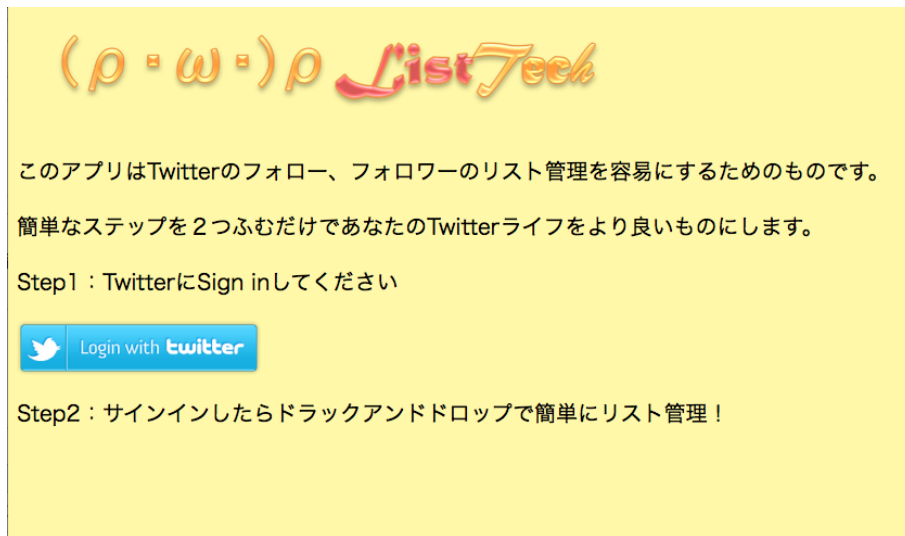 （ρ・ω・）ρ ListTech
このアプリはTwitterのフォロー、フォロワーのリスト管理を容易にするためのものです。
簡単なステップを２つふむだけであなたのTwitterライフをより良いものにします。
Step1：TwitterにSign inしてください
Login with twitter
Step2：サインインしたらドラックアンドドロップで簡単にリスト管理！